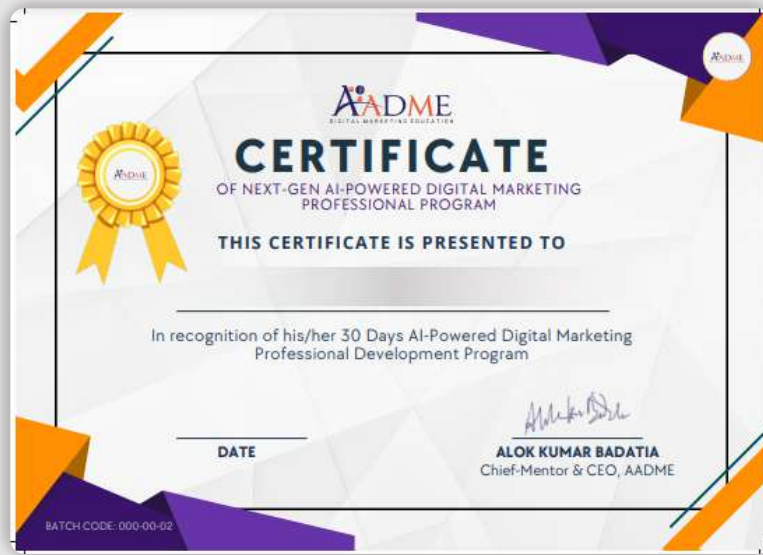 AADME
AADME
DIGITAL MARKETING EDUCATION
CERTIFICATE
AADME
OF NEXT-GEN AI-POWERED DIGITAL MARKETING
PROFESSIONAL PROGRAM
THIS CERTIFICATE IS PRESENTED TO
In recognition of his/her 30 Days AI-Powered Digital Marketing
Professional Development Program
DATE
ALOK KUMAR BADATIA
Chief-Mentor & CEO, AADME
BATCH CODE: 000-00-02